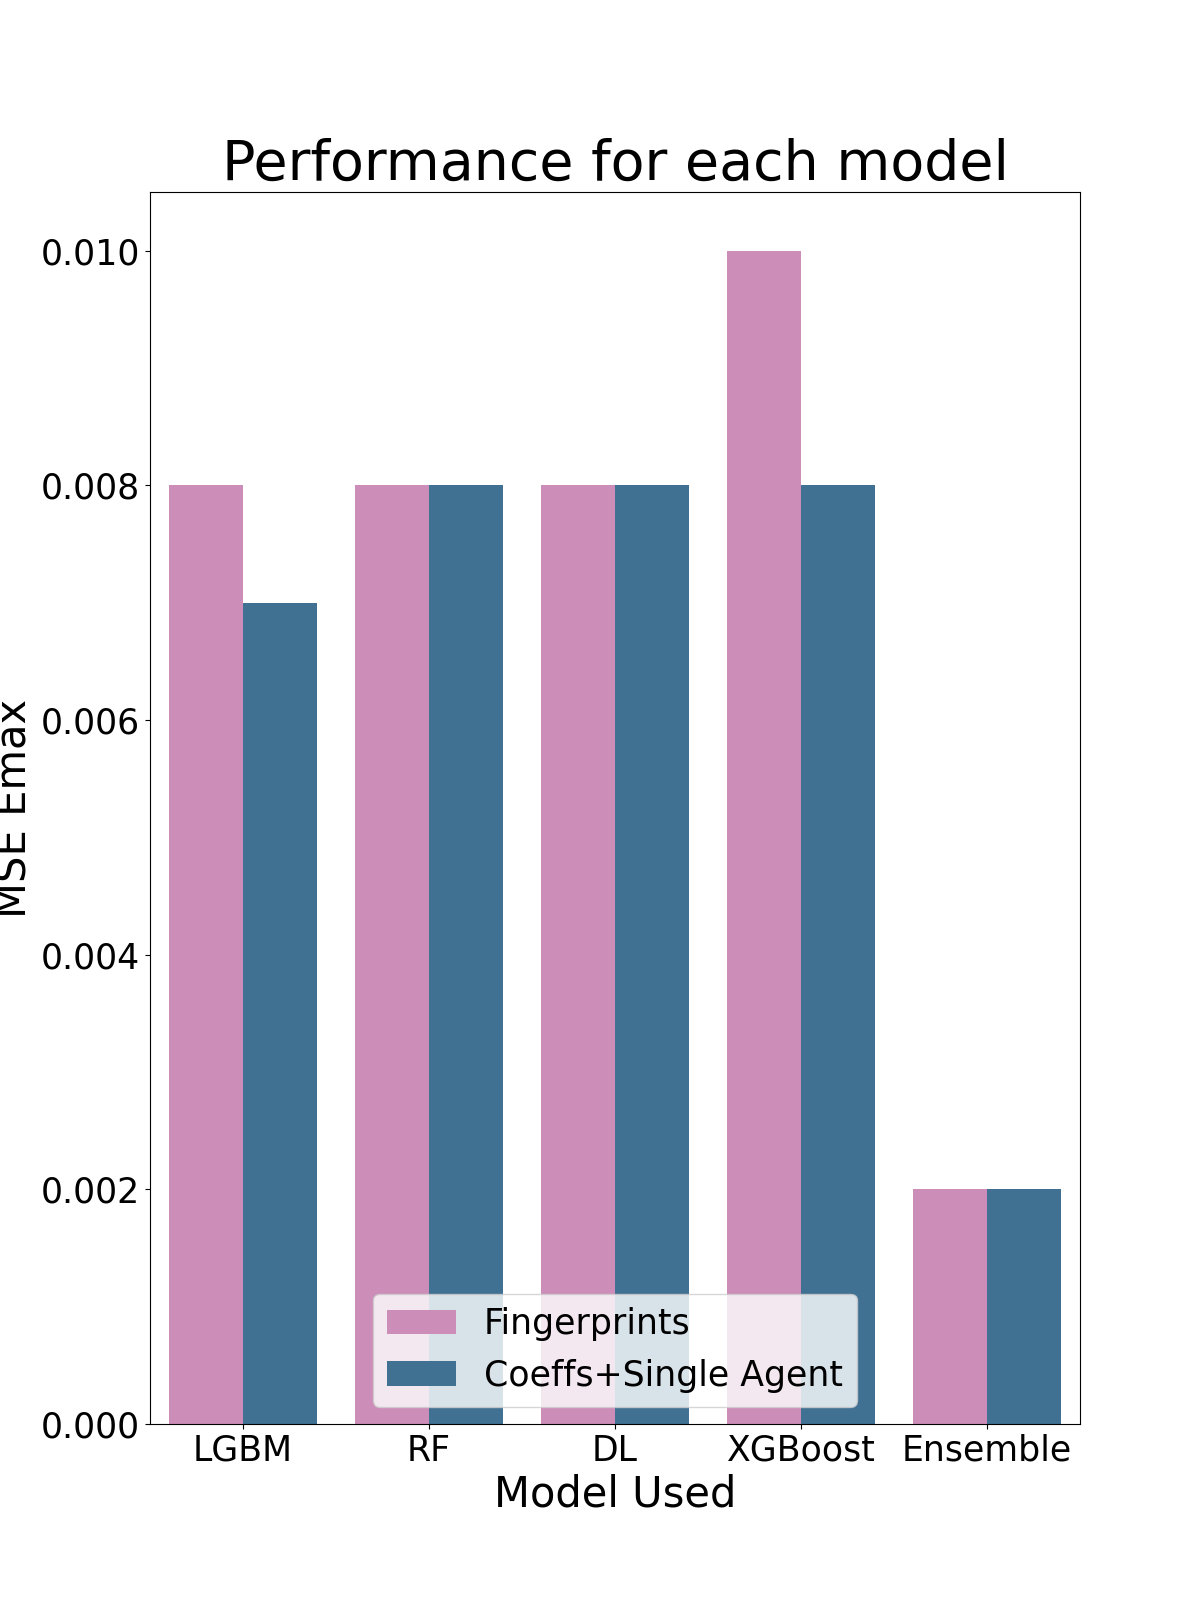 Performance for each model
0.010
0.008
0.006
0.004
0.002
0.000
MSE Emax
Fingerprints
Coeffs+Single Agent
LGBM RF DL XGBoost Ensemble
Model Used